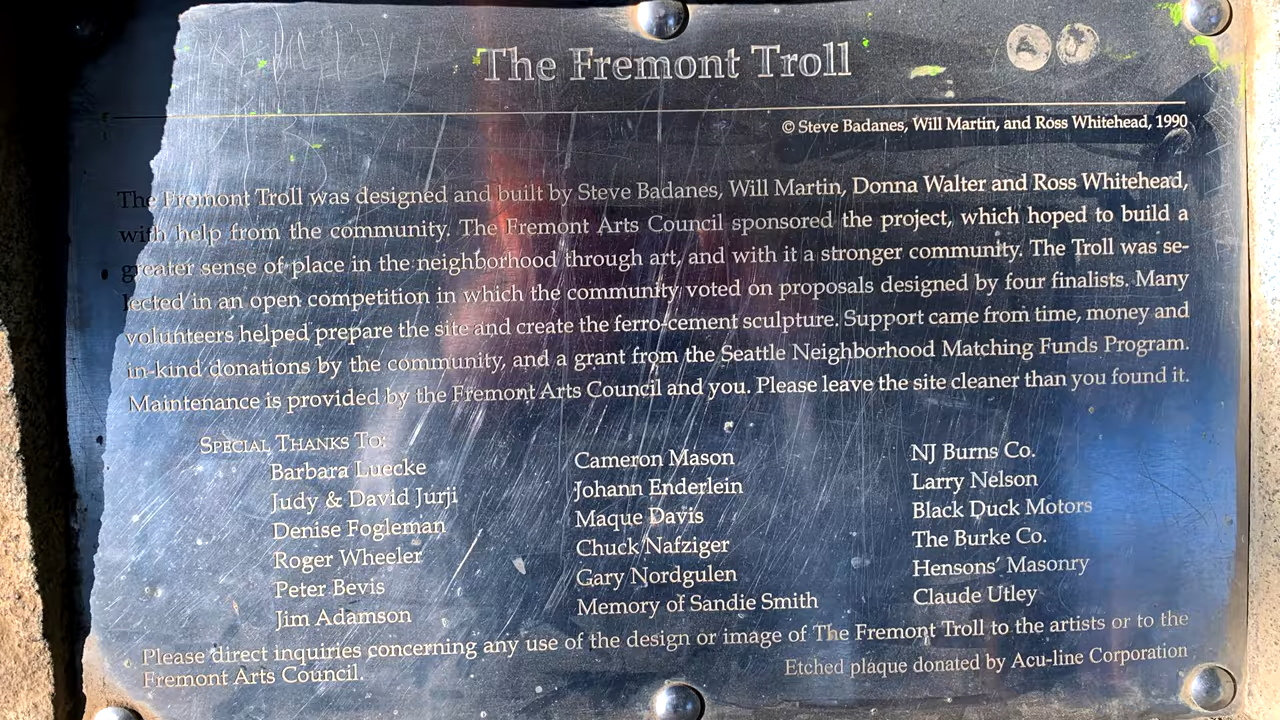 The Fremont Troll
© Steve Badanes, Will Martin, and Ross Whitehead, 1990
The Fremont Troll was designed and built by Steve Badanes, Will Martin, Donna Walter and Ross Whitehead,
with help from the community. The Fremont Arts Council sponsored the project, which hoped to build a
greater sense of place in the neighborhood through art, and with it a stronger community. The Troll was se-
lected in an open competition in which the community voted on proposals designed by four finalists. Many
volunteers helped prepare the site and create the ferro-cement sculpture. Support came from time, money and
in-kind donations by the community, and a grant from the Seattle Neighborhood Matching Funds Program.
Maintenance is provided by the Fremont Arts Council and you. Please leave the site cleaner than you found it.
Special Thanks To:
Barbara Luecke
Judy & David Jurji
Denise Fogleman
Roger Wheeler
Peter Bevis
Jim Adamson
Cameron Mason
Johann Enderlein
Maque Davis
Chuck Nafziger
Gary Nordgulen
Memory of Sandie Smith
NJ Burns Co.
Larry Nelson
Black Duck Motors
The Burke Co.
Hensons' Masonry
Claude Utley
Please direct inquiries concerning any use of the design or image of The Fremont Troll to the artists or to the
Fremont Arts Council.
Etched plaque donated by Acu-line Corporation